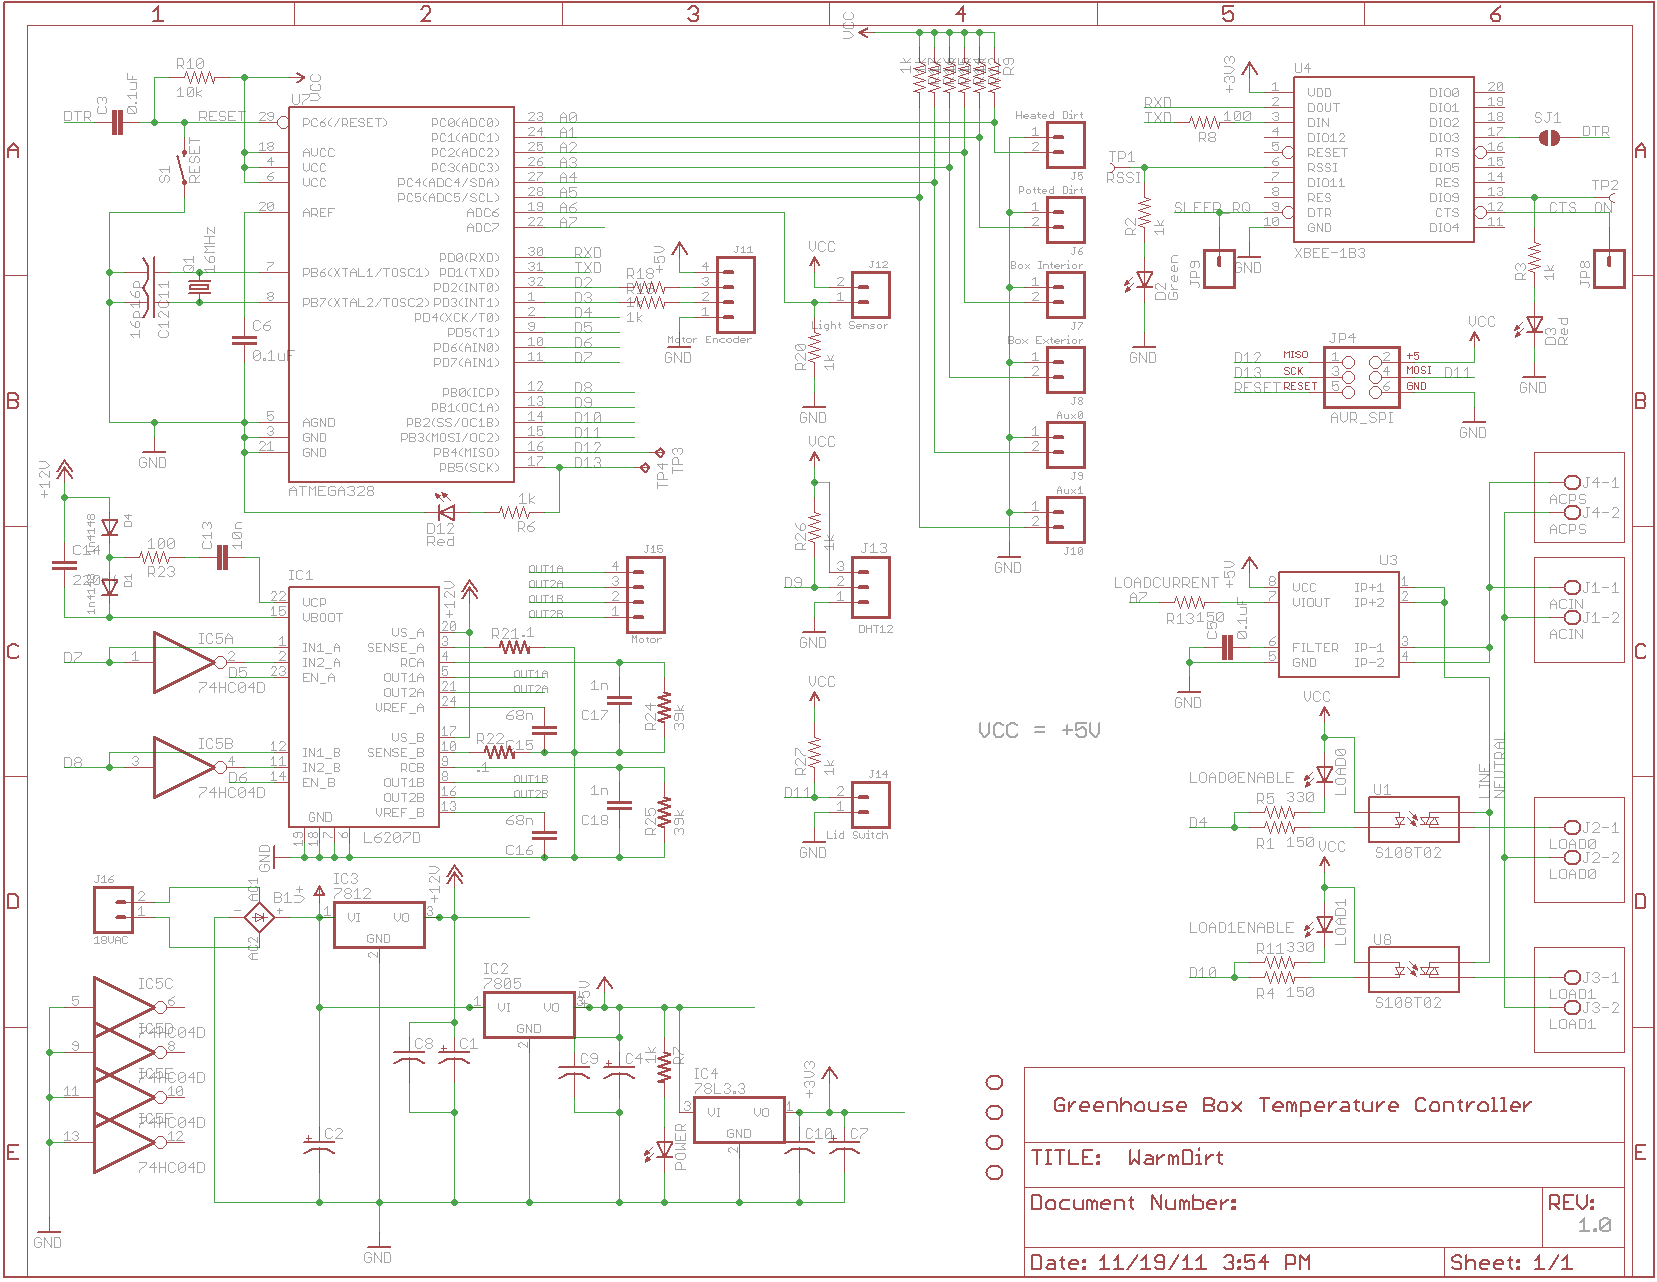 1 2 3 4 5 6
A A
B B
C C
D D
E E
R10
10k
VCC
C3
0.1uF
DTR
RESET
S1
RESET
U7
29 PC6(/RESET)
18 AVCC
4 VCC
6 VCC
20 AREF
7 PB6(XTAL1/TOSC1)
8 PB7(XTAL2/TOSC2)
5 AGND
3 GND
21 GND
ATMEGA328
PC0(ADC0) 23 A0
PC1(ADC1) 24 A1
PC2(ADC2) 25 A2
PC3(ADC3) 26 A3
PC4(ADC4/SDA) 27 A4
PC5(ADC5/SCL) 28 A5
ADC6 19 A6
ADC7 22 A7
PD0(RXD) 30 RXD
PD1(TXD) 31 TXD
PD2(INT0) 32 D2
PD3(INT1) 1 D3
PD4(XCK/T0) 2 D4
PD5(T1) 9 D5
PD6(AIN0) 10 D6
PD7(AIN1) 11 D7
PB0(ICP) 12 D8
PB1(OC1A) 13 D9
PB2(SS/OC1B) 14 D10
PB3(MOSI/OC2) 15 D11
PB4(MISO) 16 D12
PB5(SCK) 17 D13
TP4
TP3
Q1
16MHz
16p
16p
C12
C11
C6
0.1uF
GND
D12
Red
1k
R6
R18
1k
+5V
J11
4
3
2
1
Motor Encoder
GND
VCC
J12
2
1
Light Sensor
R20
1k
GND
VCC
1k
R9
Heated Dirt
1
2
J5
Potted Dirt
1
2
J6
Box Interior
1
2
J7
Box Exterior
1
2
J8
Aux0
1
2
J9
Aux1
1
2
J10
GND
VCC
R26
1k
D9
J13
3
2
1
DHT12
GND
VCC
R27
1k
D11
J14
2
1
Lid Switch
GND
+3V3
U4
1 VDD
2 DOUT
3 DIN
4 DIO12
5 RESET
6 RSSI
7 DIO11
8 RES
9 DTR
10 GND
DIO0 20
DIO1 19
DIO2 18
DIO3 17
RTS 16
DIO5 15
RES 14
DIO9 13
CTS 12
DIO4 11
XBEE-1B3
RXD
TXD
100
R8
TP1
RSSI
R2
1k
D2
Green
GND
SLEEP_RQ
JP9
GND
SJ1
DTR
TP2
CTS
R3
1k
D3
Red
GND
JP8
JP4
D12 MISO 1 2 +5
D13 SCK 3 4 MOSI D11
RESET RESET 5 6 GND
AVR_SPI
VCC
GND
+12V
D4
1n4148
D1
C14
100
R23
C13
10n
IC1
22 VCP
15 VBOOT
1 IN1_A
2 IN2_A
23 EN_A
12 IN1_B
11 IN2_B
14 EN_B
GND
19
18
7
6
L6207D
US_A 20
SENSE_A 3
RCA 4
OUT1A 5
OUT2A 21
VREF_A 24
US_B 17
SENSE_B 10
RCB 9
OUT1B 8
OUT2B 16
VREF_B 13
OUT1A
OUT2A
OUT1B
OUT2B
+12V
R21 .1
R22
.1
68n
C15
68n
C16
1n
C17
1n
C18
R24
39k
R25
39k
GND
IC5A
D7 1 2
74HC04D
D5
IC5B
D8 3 4
74HC04D
D6
OUT1A 4
OUT2A 3
OUT1B 2
OUT2B 1
J15
Motor
LOADCURRENT
A7
R13
150
+5V
C5
0.1uF
U3
8 VCC
7 VIOUT
6 FILTER
5 GND
IP+1 1
IP+2 2
IP-1 3
IP-2 4
GND
J4-1
ACPS
J4-2
ACPS
J1-1
ACIN
J1-2
ACIN
LINE
NEUTRAL
VCC = +5V
VCC
LOAD0ENABLE
LOAD0
R5 330
D4
R1 150
U1
S108T02
J2-1
LOAD0
J2-2
LOAD0
VCC
LOAD1ENABLE
LOAD1
R11 330
D10
R4 150
U8
S108T02
J3-1
LOAD1
J3-2
LOAD1
J16
2
1
18VAC
AC1
AC2
B1
IC3
7812
1 VI VO 3
GND
2
+12V
IC2
7805
1 VI VO 3
GND
2
+5V
C8
C1
C9
C4
C2
1k
R7
POWER
IC4
78L3.3
3 VI VO 1
GND
2
+3V3
C10
C7
GND
IC5C
5 6
74HC04D
IC5D
9 8
74HC04D
IC5E
11 10
74HC04D
IC5F
13 12
74HC04D
GND
Greenhouse Box Temperature Controller
TITLE: WarmDirt
Document Number:
REV:
1.0
Date: 11/19/11 3:54 PM
Sheet: 1/1